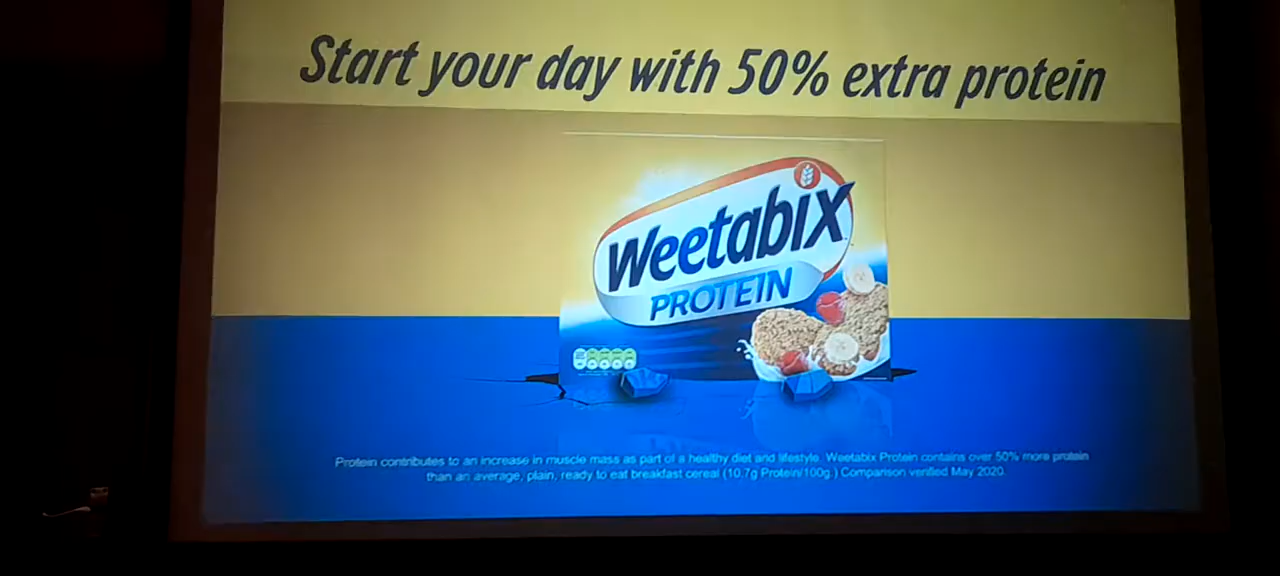 Start your day with 50% extra protein
Weetabix
PROTEIN
Protein contributes to an increase in muscle mass as part of a healthy diet and lifestyle. Weetabix Protein contains over 50% more protein
than an average, plain, ready to eat breakfast cereal (10.7g Protein/100g.) Comparison verified May 2020.